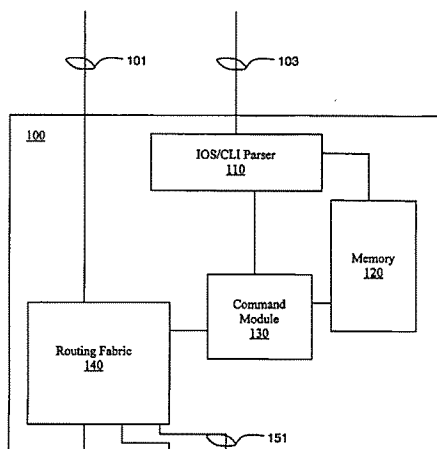 101
103
100
IOS/CLI Parser
110
Memory
120
Command
Module
130
Routing Fabric
140
151